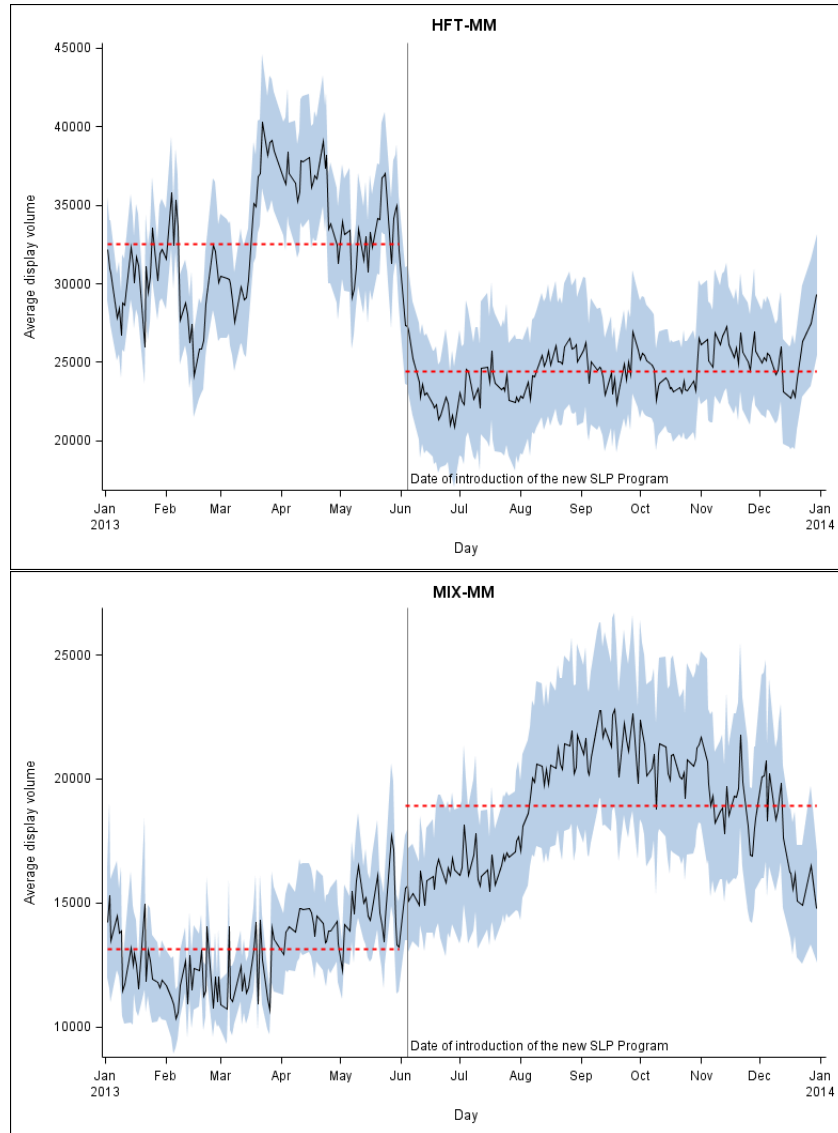 HFT-MM
45000
40000
35000
30000
25000
20000
Average display volume
Date of introduction of the new SLP Program
Jan Feb Mar Apr May Jun Jul Aug Sep Oct Nov Dec Jan
2013 2014
Day
MIX-MM
25000
20000
15000
10000
Average display volume
Date of introduction of the new SLP Program
Jan Feb Mar Apr May Jun Jul Aug Sep Oct Nov Dec Jan
2013 2014
Day